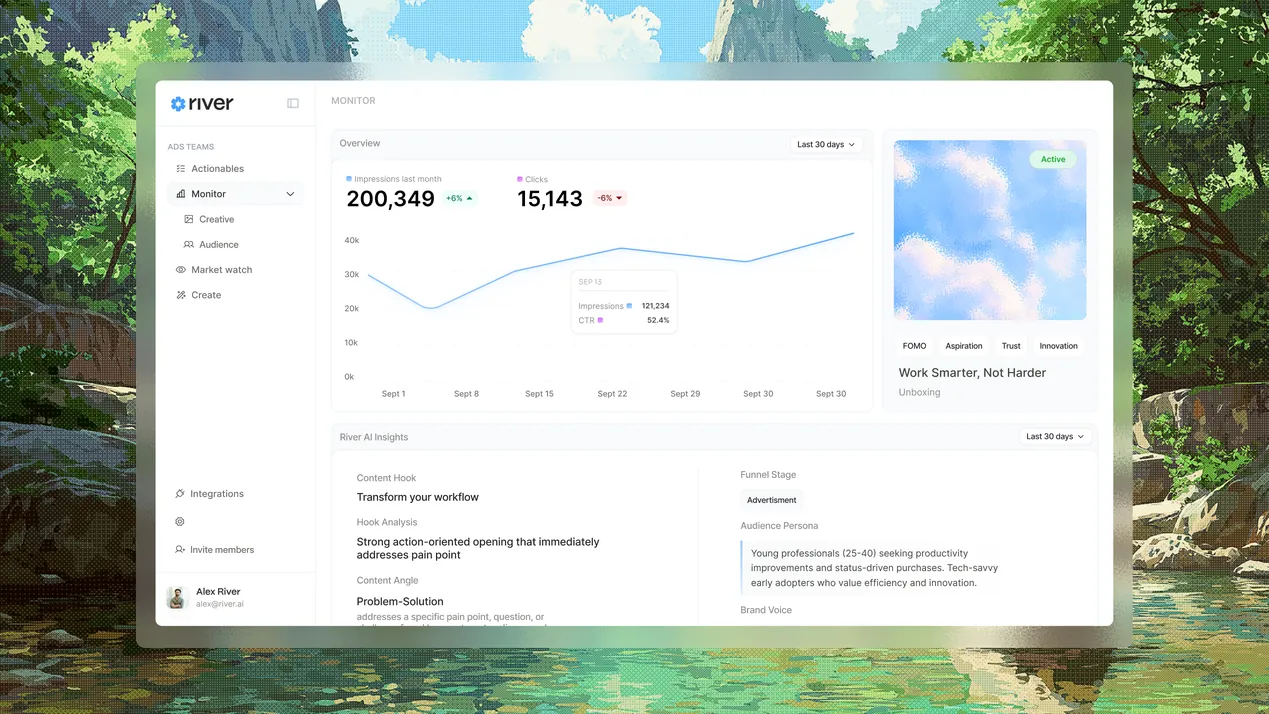 river
MONITOR
ADS TEAMS
Actionables
Monitor
Creative
Audience
Market watch
Create
Integrations
Invite members
Alex River
alex@river.ai
Overview
Last 30 days
Impressions last month
200,349
+6%
Clicks
15,143
-6%
40k
30k
20k
10k
0k
SEP 13
Impressions 121,234
CTR 52.4%
Sept 1 Sept 8 Sept 15 Sept 22 Sept 29 Sept 30 Sept 30
Active
FOMO Aspiration Trust Innovation
Work Smarter, Not Harder
Unboxing
River AI Insights
Last 30 days
Content Hook
Transform your workflow
Hook Analysis
Strong action-oriented opening that immediately
addresses pain point
Content Angle
Problem-Solution
addresses a specific pain point, question, or
Funnel Stage
Advertisment
Audience Persona
Young professionals (25-40) seeking productivity
improvements and status-driven purchases. Tech-savvy
early adopters who value efficiency and innovation.
Brand Voice